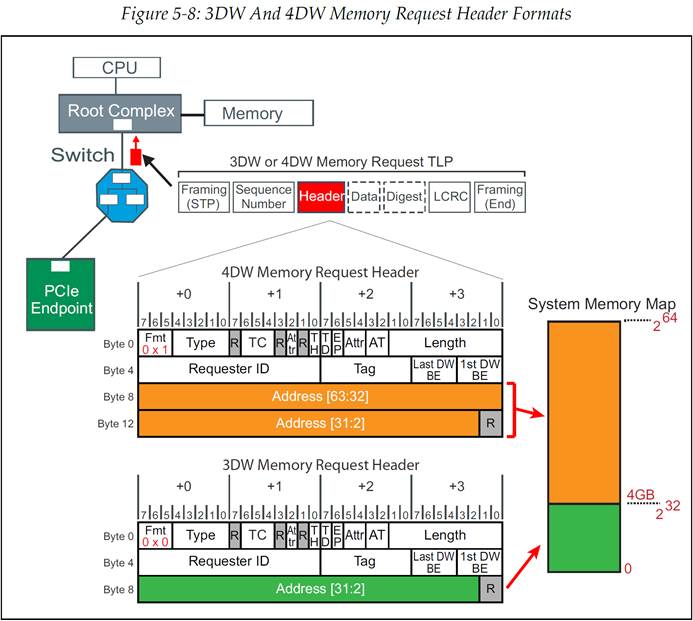 Figure 5-8: 3DW And 4DW Memory Request Header Formats
CPU
Root Complex
Memory
Switch
3DW or 4DW Memory Request TLP
Framing (STP)
Sequence Number
Header
Data
Digest
LCRC
Framing (End)
PCIe Endpoint
4DW Memory Request Header
+0 +1 +2 +3
7 6 5 4 3 2 1 0 7 6 5 4 3 2 1 0 7 6 5 4 3 2 1 0 7 6 5 4 3 2 1 0
Byte 0 Fmt 0 x 1 Type R TC R Attr R TH TD EP Attr AT Length
Byte 4 Requester ID Tag Last DW BE 1st DW BE
Byte 8 Address [63:32]
Byte 12 Address [31:2] R
3DW Memory Request Header
+0 +1 +2 +3
7 6 5 4 3 2 1 0 7 6 5 4 3 2 1 0 7 6 5 4 3 2 1 0 7 6 5 4 3 2 1 0
Byte 0 Fmt 0 x 0 Type R TC R Attr R TH TD EP Attr AT Length
Byte 4 Requester ID Tag Last DW BE 1st DW BE
Byte 8 Address [31:2] R
System Memory Map
2 64
4GB
2 32
0